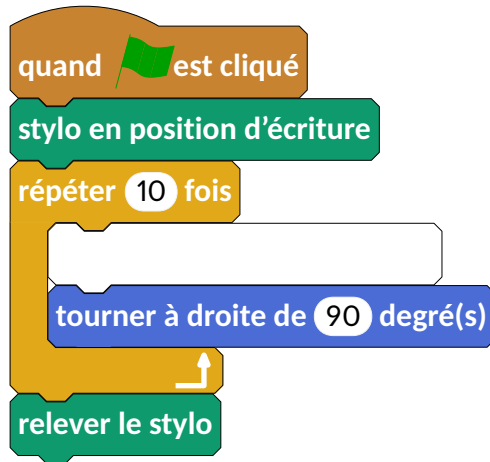 quand est cliqué
stylo en position d’écriture
répéter 10 fois
tourner à droite de 90 degré(s)
relever le stylo